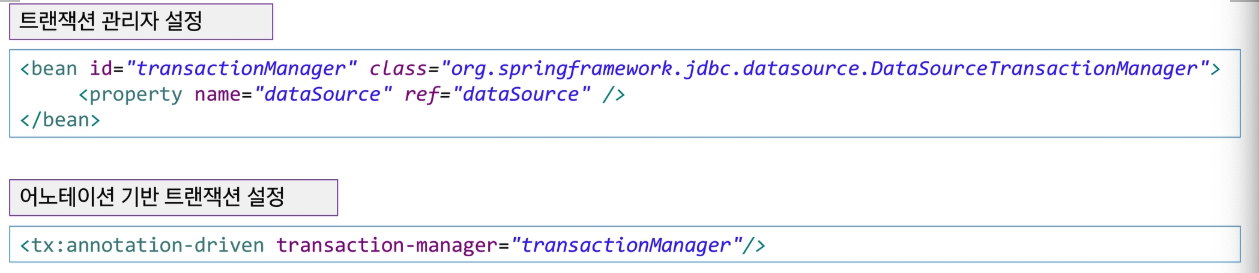 트랜잭션 관리자 설정
<bean id="transactionManager" class="org.springframework.jdbc.datasource.DataSourceTransactionManager">
<property name="dataSource" ref="dataSource" />
</bean>
어노테이션 기반 트랜잭션 설정
<tx:annotation-driven transaction-manager="transactionManager"/>